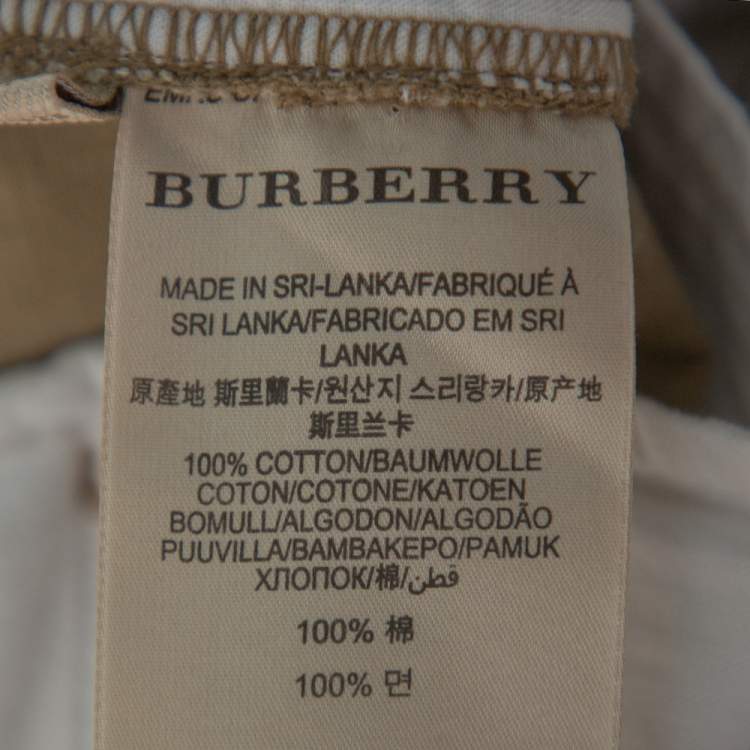 BURBERRY
MADE IN SRI-LANKA/FABRIQUÉ À
SRI LANKA/FABRICADO EM SRI
LANKA
原產地 斯里蘭卡/원산지 스리랑카/原产地
斯里兰卡
100% COTTON/BAUMWOLLE
COTON/COTONE/KATOEN
BOMULL/ALGODON/ALGODÃO
PUUVILLA/BAMBAKEPO/PAMUK
ХЛОПОК/棉/قطن
100% 棉
100% 면